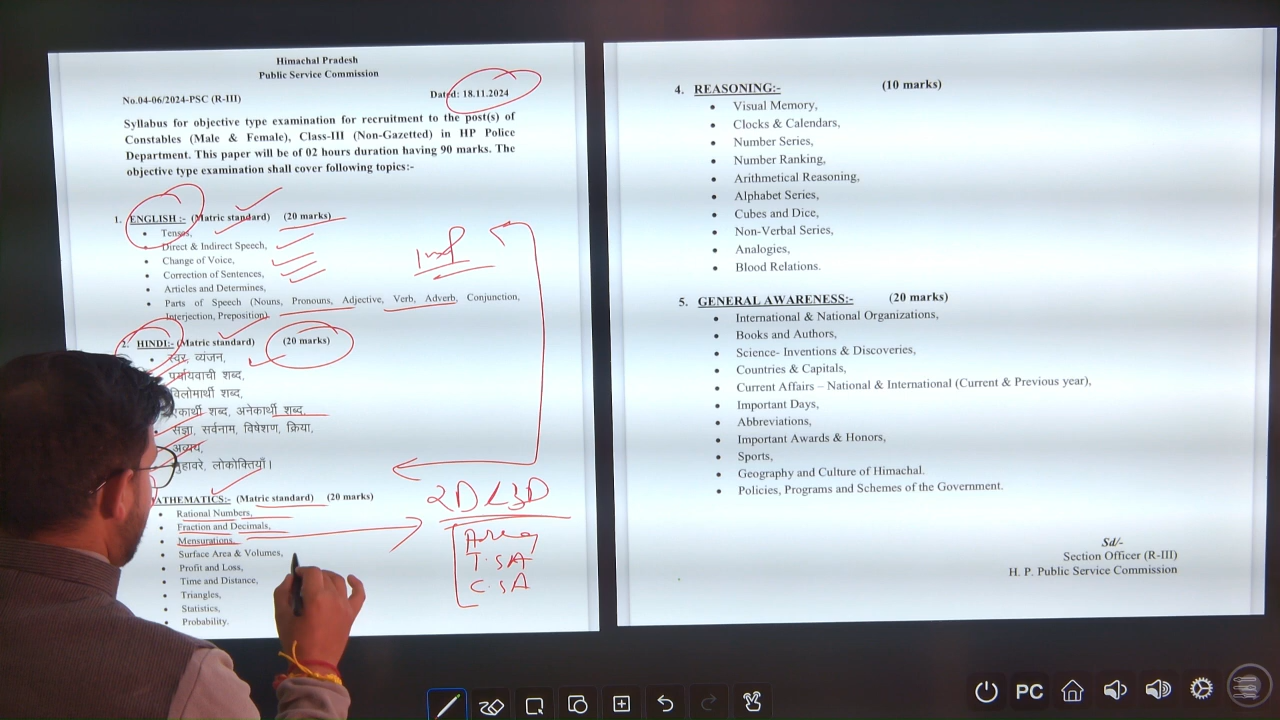 Himachal Pradesh
Public Service Commission
No.04-06/2024-PSC (R-III)
Dated: 18.11.2024
Syllabus for objective type examination for recruitment to the post(s) of
Constables (Male & Female), Class-III (Non-Gazetted) in HP Police
Department. This paper will be of 02 hours duration having 90 marks. The
objective type examination shall cover following topics:-
1. ENGLISH :- (Matric standard) (20 marks)
• Tenses,
• Direct & Indirect Speech,
• Change of Voice,
• Correction of Sentences,
• Articles and Determines,
• Parts of Speech (Nouns, Pronouns, Adjective, Verb, Adverb, Conjunction,
Interjection, Preposition)
Imp
2. HINDI:- (Matric standard) (20 marks)
• स्वर, व्यंजन,
पर्यायवाची शब्द,
विलोमार्थी शब्द,
एकार्थी शब्द, अनेकार्थी शब्द,
• संज्ञा, सर्वनाम, विषेशण, क्रिया,
अव्यय,
मुहावरे, लोकोक्तियाँ।
ATHEMATICS:- (Matric standard) (20 marks)
• Rational Numbers,
• Fraction and Decimals,
• Mensurations,
• Surface Area & Volumes,
• Profit and Loss,
• Time and Distance,
• Triangles,
• Statistics,
• Probability.
2D & 3D
Area
T.SA
C.SA
4. REASONING:- (10 marks)
• Visual Memory,
• Clocks & Calendars,
• Number Series,
• Number Ranking,
• Arithmetical Reasoning,
• Alphabet Series,
• Cubes and Dice,
• Non-Verbal Series,
• Analogies,
• Blood Relations.
5. GENERAL AWARENESS:- (20 marks)
• International & National Organizations,
• Books and Authors,
• Science- Inventions & Discoveries,
• Countries & Capitals,
• Current Affairs – National & International (Current & Previous year),
• Important Days,
• Abbreviations,
• Important Awards & Honors,
• Sports,
• Geography and Culture of Himachal.
• Policies, Programs and Schemes of the Government.
Sd/-
Section Officer (R-III)
H. P. Public Service Commission
PC